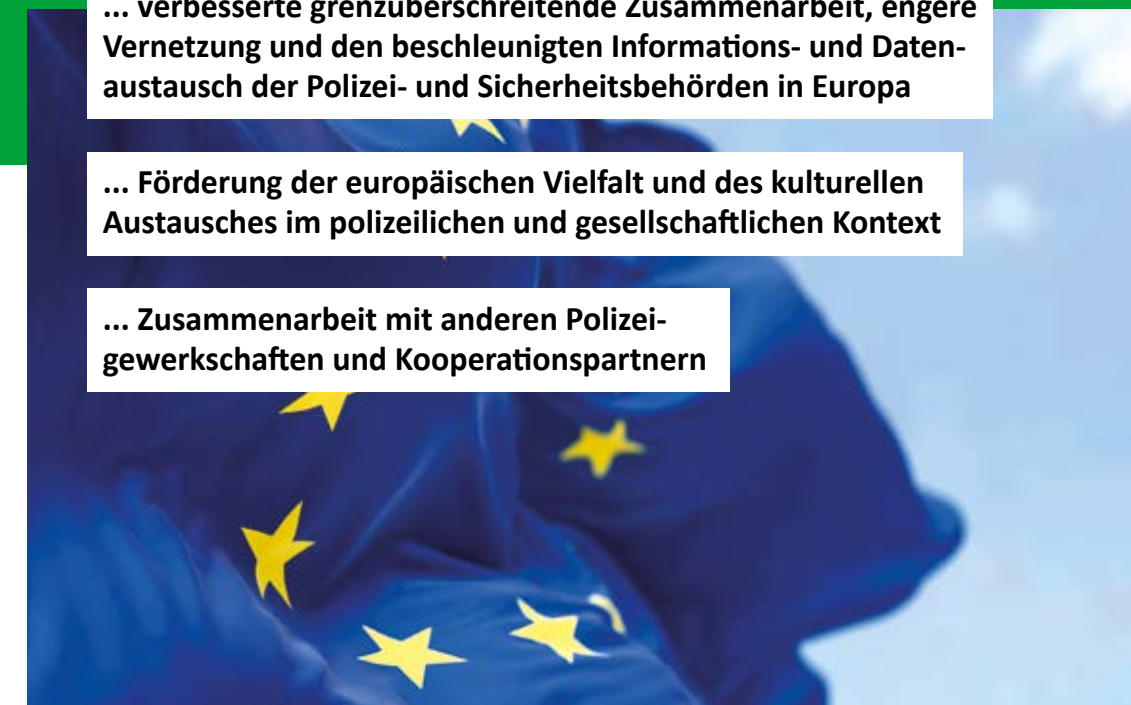 ... verbesserte grenzüberschreitende Zusammenarbeit, engere
Vernetzung und den beschleunigten Informations- und Daten-
austausch der Polizei- und Sicherheitsbehörden in Europa
... Förderung der europäischen Vielfalt und des kulturellen
Austausches im polizeilichen und gesellschaftlichen Kontext
... Zusammenarbeit mit anderen Polizei-
gewerkschaften und Kooperationspartnern